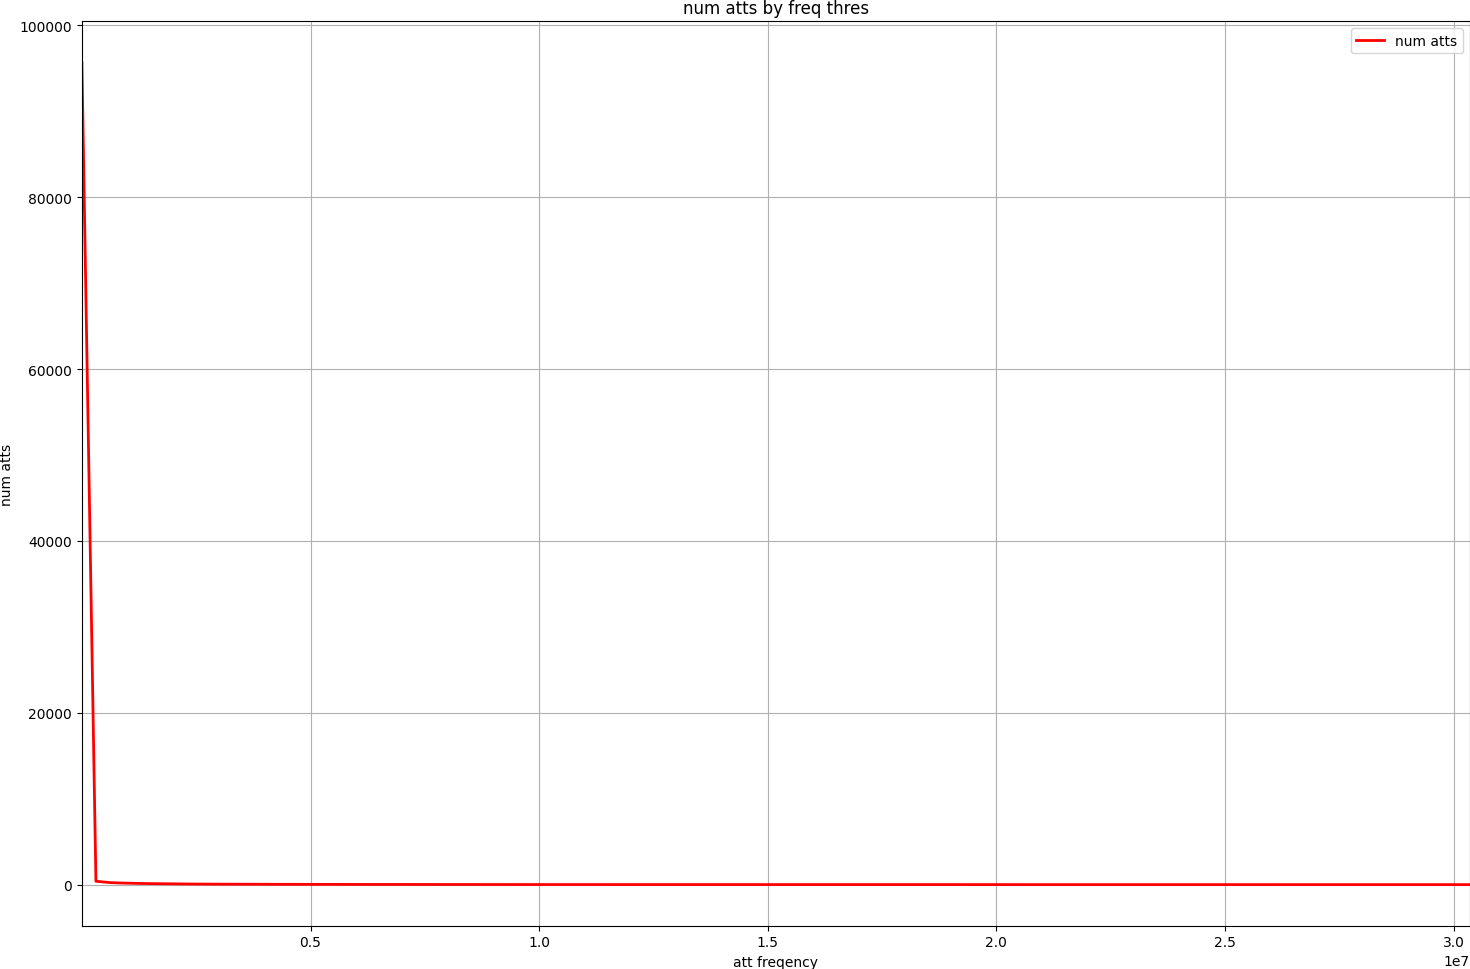 num atts by freq thres
num atts
100000
80000
60000
40000
20000
0
num atts
0.5 1.0 1.5 2.0 2.5 3.0
1e7
att freqency